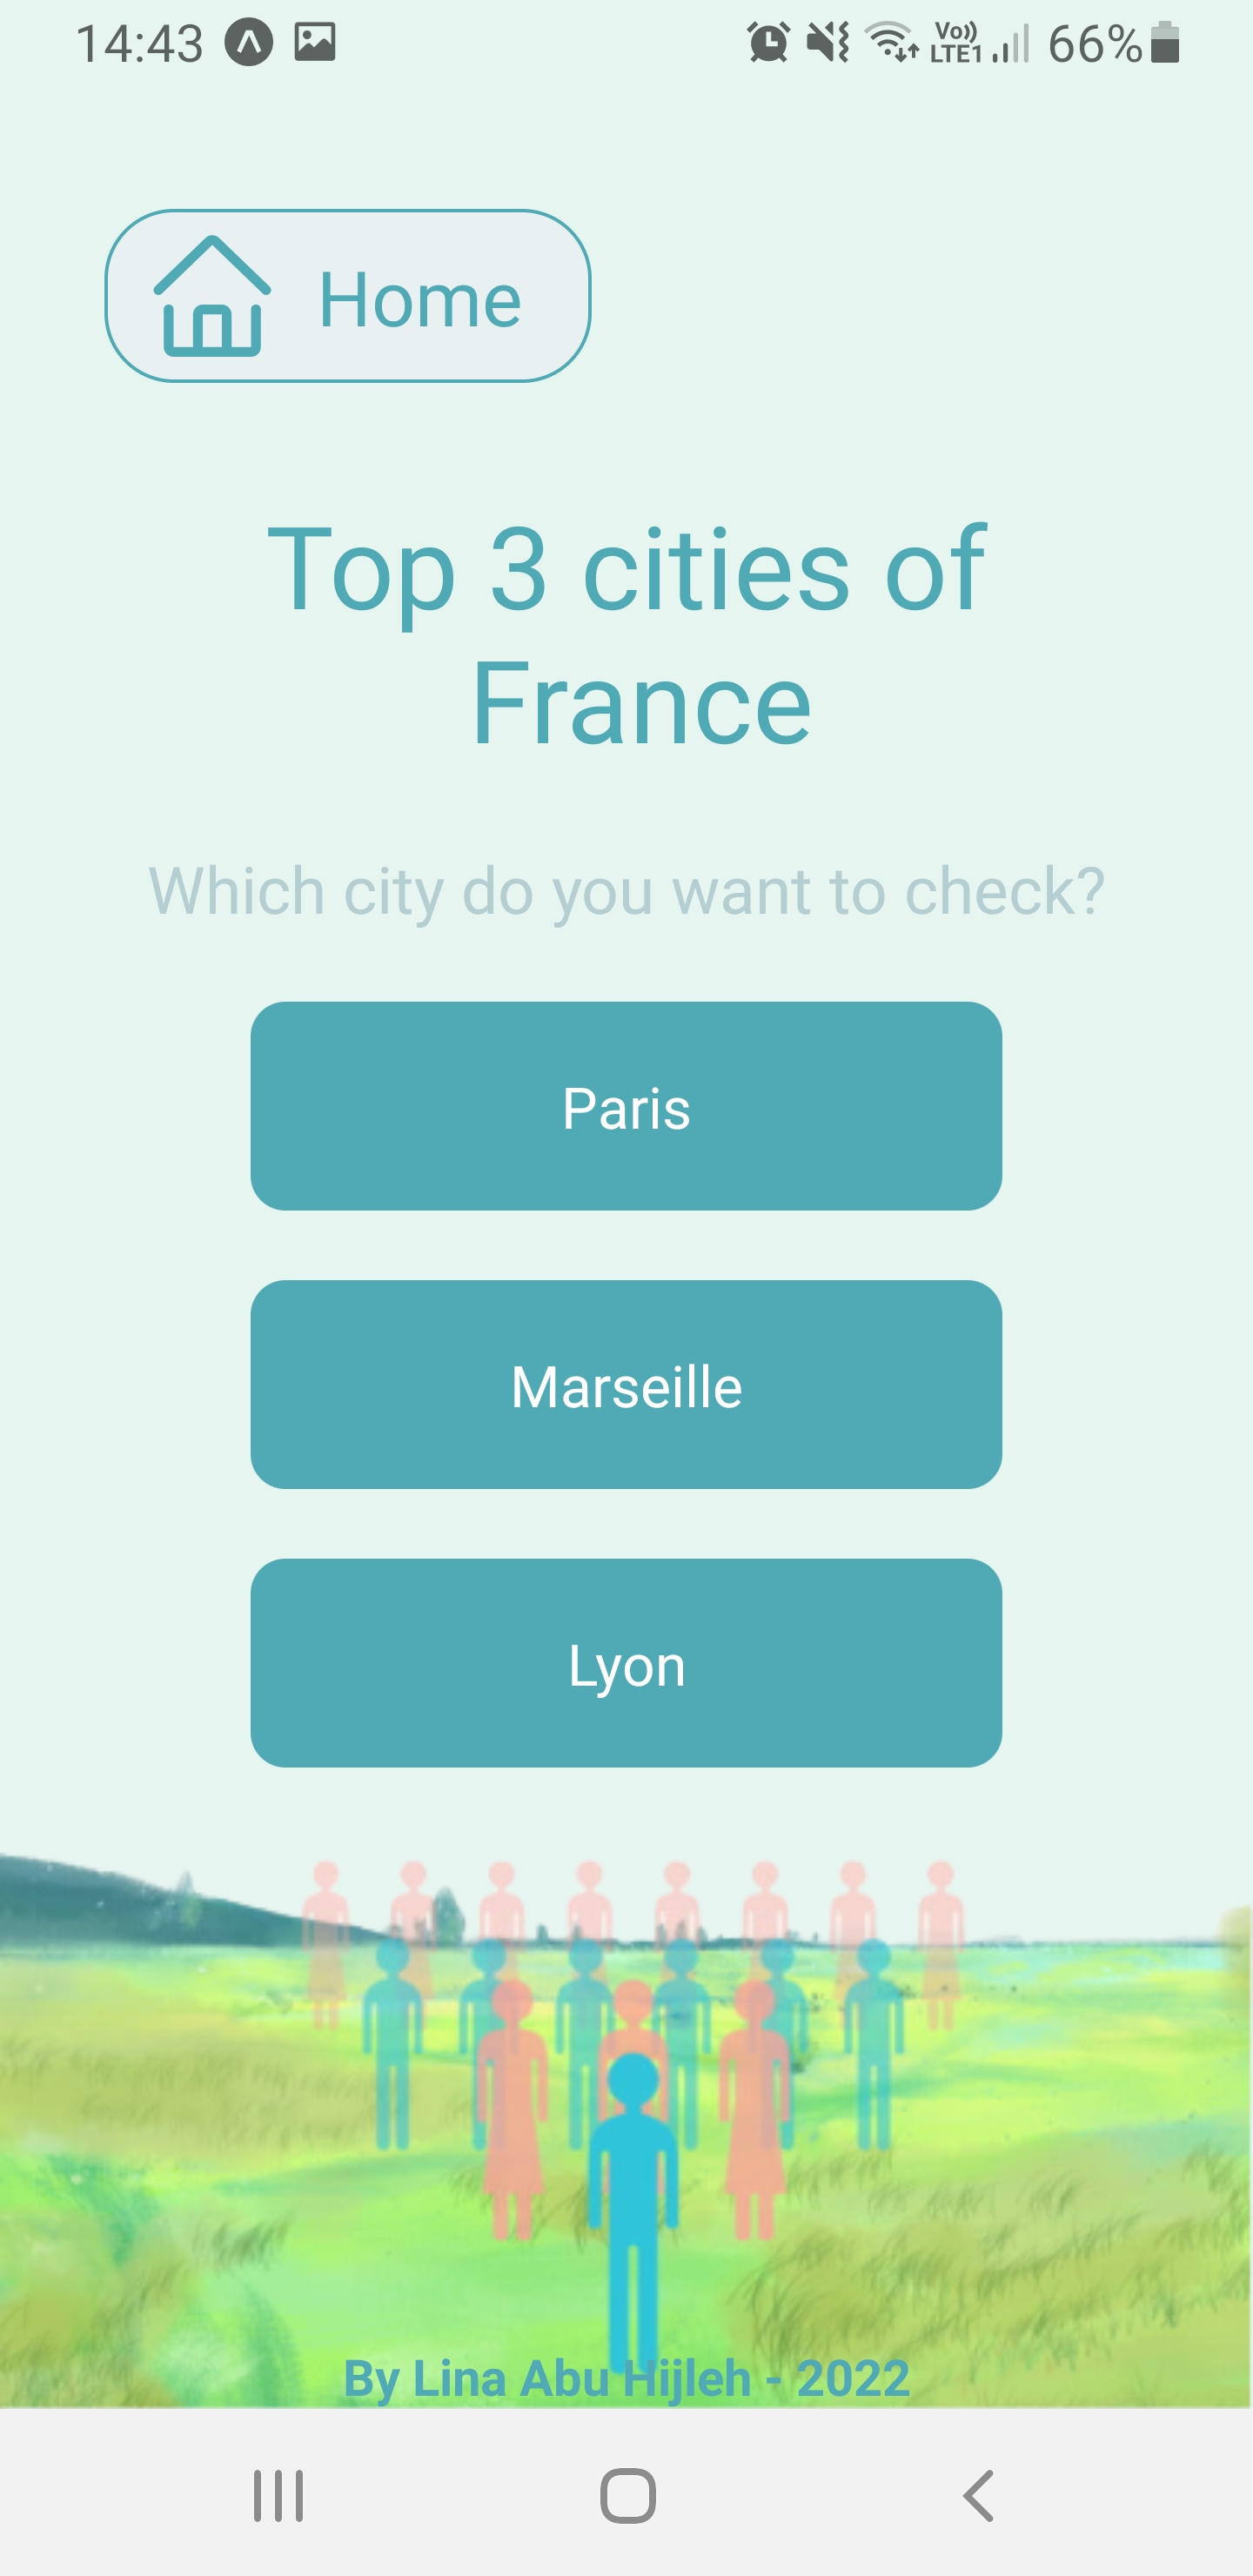 14:43
Vo)) LTE1 66%
Home
Top 3 cities of
France
Which city do you want to check?
Paris
Marseille
Lyon
By Lina Abu Hijleh - 2022